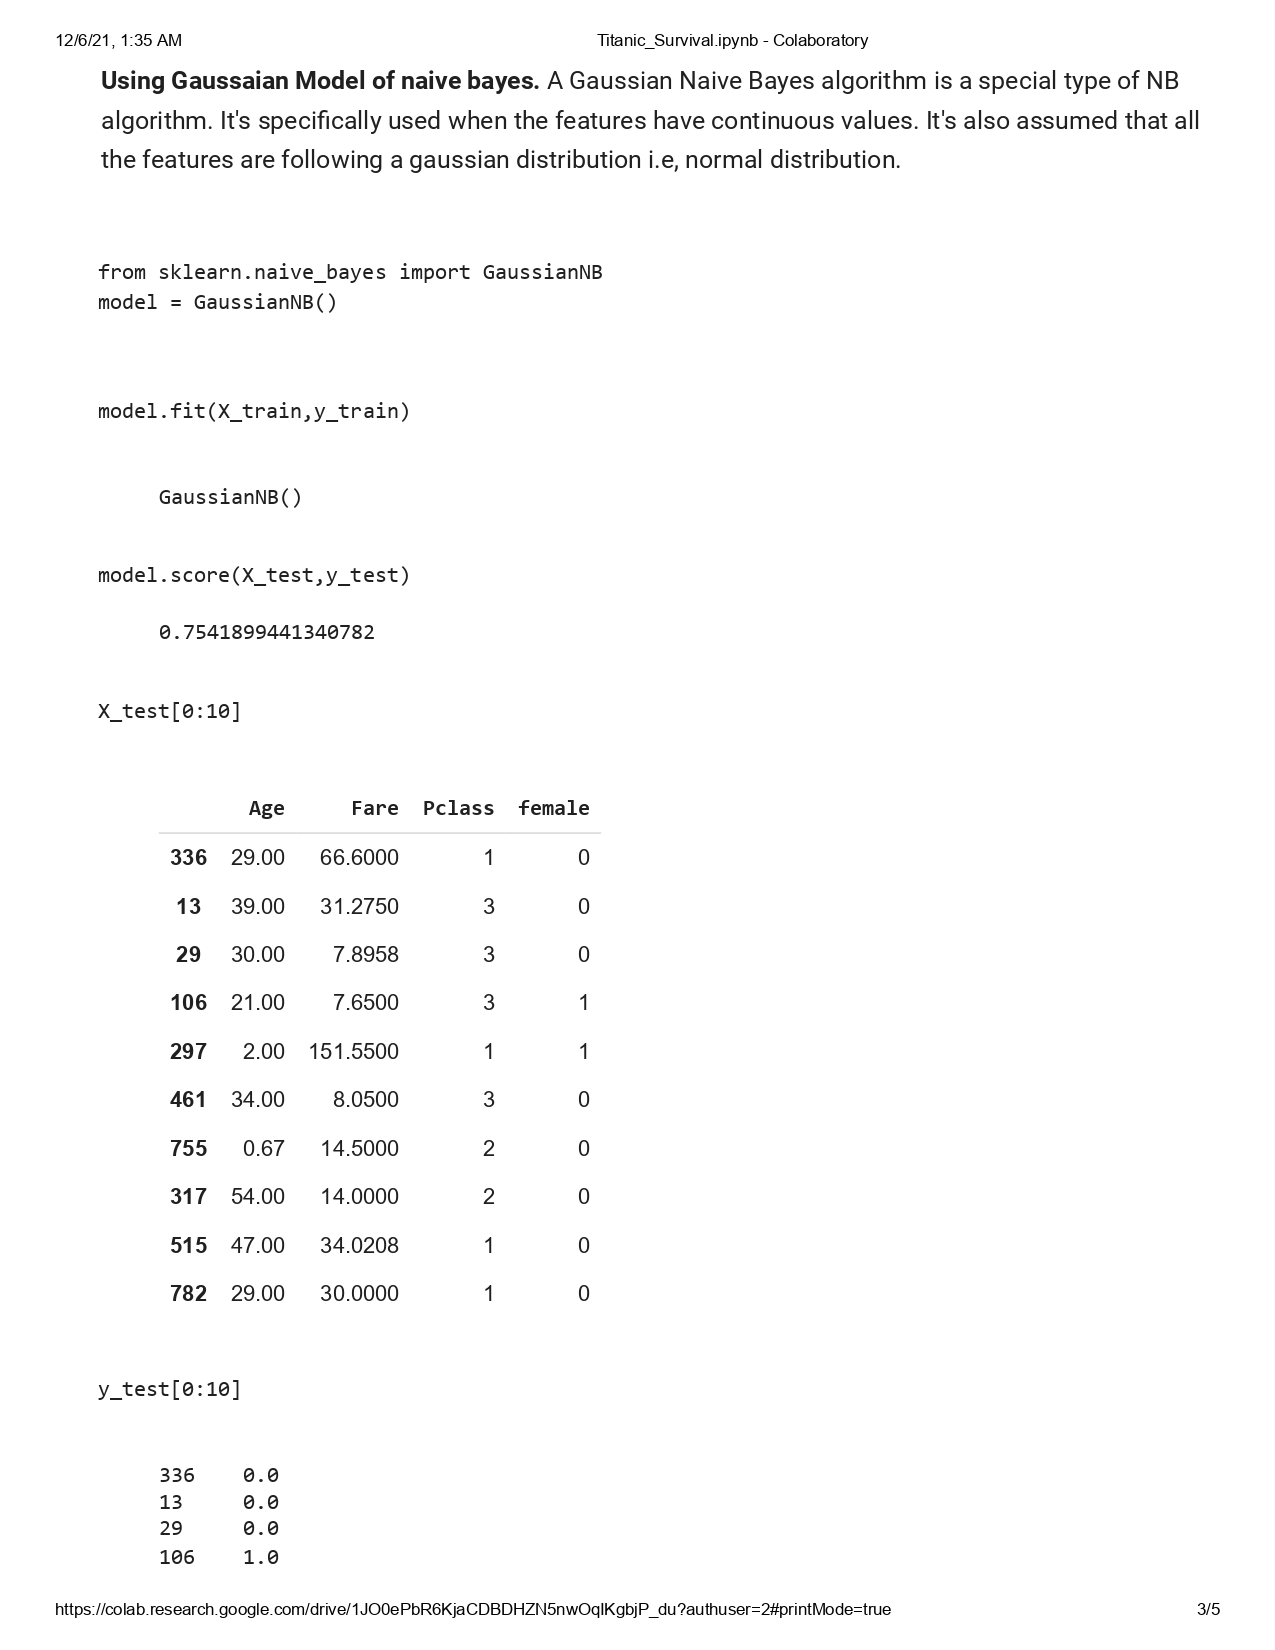 12/6/21, 1:35 AM Titanic_Survival.ipynb - Colaboratory
Using Gaussaian Model of naive bayes. A Gaussian Naive Bayes algorithm is a special type of NB
algorithm. It's specifically used when the features have continuous values. It's also assumed that all
the features are following a gaussian distribution i.e, normal distribution.
from sklearn.naive_bayes import GaussianNB
model = GaussianNB()
model.fit(X_train,y_train)
GaussianNB()
model.score(X_test,y_test)
0.7541899441340782
X_test[0:10]
Age Fare Pclass female
336 29.00 66.6000 1 0
13 39.00 31.2750 3 0
29 30.00 7.8958 3 0
106 21.00 7.6500 3 1
297 2.00 151.5500 1 1
461 34.00 8.0500 3 0
755 0.67 14.5000 2 0
317 54.00 14.0000 2 0
515 47.00 34.0208 1 0
782 29.00 30.0000 1 0
y_test[0:10]
336 0.0
13 0.0
29 0.0
106 1.0
https://colab.research.google.com/drive/1JO0ePbR6KjaCDBDHZN5nwOqlKgbjP_du?authuser=2#printMode=true 3/5